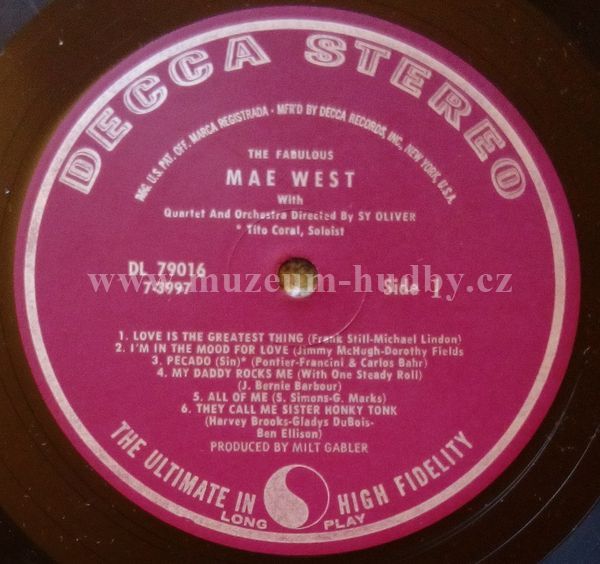 DECCA STEREO
REG. U.S. PAT. OFF. MARCA REGISTRADA · MFR'D BY DECCA RECORDS, INC., NEW YORK, U.S.A.
THE FABULOUS
MAE WEST
With
Quartet And Orchestra Directed By SY OLIVER
* Tito Coral, Soloist
DL 79016
7-3997
Side 1
www.muzeum-hudby.cz
1. LOVE IS THE GREATEST THING (Frank Still-Michael Lindon)
2. I'M IN THE MOOD FOR LOVE (Jimmy McHugh-Dorothy Fields
3. PECADO (Sin)* (Pontier-Francini & Carlos Bahr)
4. MY DADDY ROCKS ME (With One Steady Roll)
(J. Bernie Barbour)
5. ALL OF ME (S. Simons-G. Marks)
6. THEY CALL ME SISTER HONKY TONK
(Harvey Brooks-Gladys DuBois-
Ben Ellison)
PRODUCED BY MILT GABLER
THE ULTIMATE IN HIGH FIDELITY
LONG PLAY